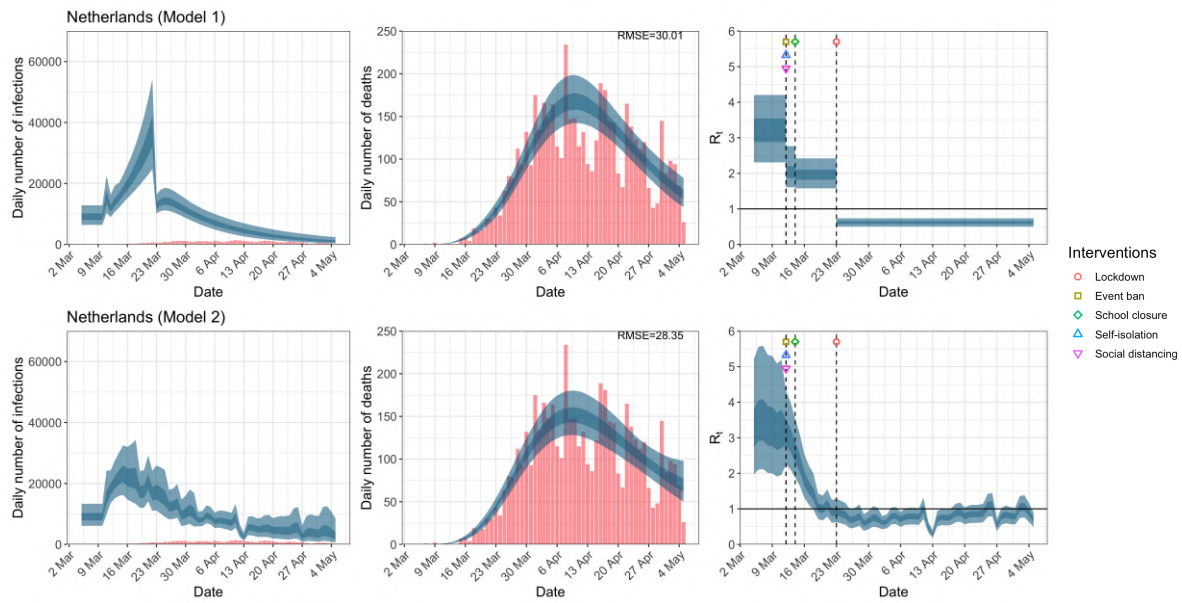 Netherlands (Model 1)
Daily number of infections
60000
40000
20000
0
2 Mar
9 Mar
16 Mar
23 Mar
30 Mar
6 Apr
13 Apr
20 Apr
27 Apr
4 May
Date
RMSE=30.01
Daily number of deaths
250
200
150
100
50
0
2 Mar
9 Mar
16 Mar
23 Mar
30 Mar
6 Apr
13 Apr
20 Apr
27 Apr
4 May
Date
Rt
6
5
4
3
2
1
0
2 Mar
9 Mar
16 Mar
23 Mar
30 Mar
6 Apr
13 Apr
20 Apr
27 Apr
4 May
Date
Interventions
Lockdown
Event ban
School closure
Self-isolation
Social distancing
Netherlands (Model 2)
Daily number of infections
60000
40000
20000
0
2 Mar
9 Mar
16 Mar
23 Mar
30 Mar
6 Apr
13 Apr
20 Apr
27 Apr
4 May
Date
RMSE=28.35
Daily number of deaths
250
200
150
100
50
0
2 Mar
9 Mar
16 Mar
23 Mar
30 Mar
6 Apr
13 Apr
20 Apr
27 Apr
4 May
Date
Rt
6
5
4
3
2
1
0
2 Mar
9 Mar
16 Mar
23 Mar
30 Mar
6 Apr
13 Apr
20 Apr
27 Apr
4 May
Date